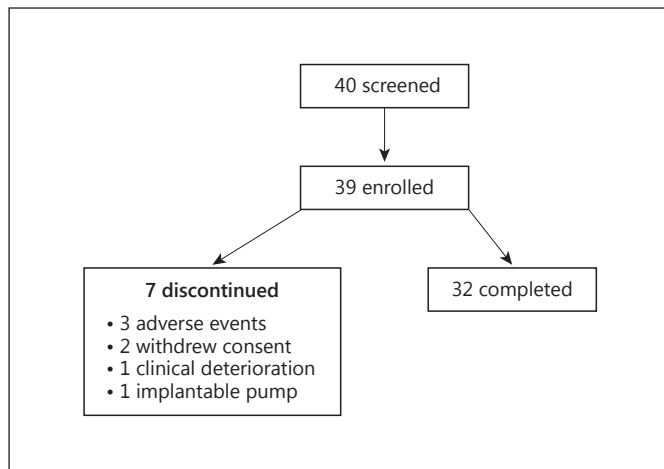 40 screened
39 enrolled
7 discontinued
• 3 adverse events
• 2 withdrew consent
• 1 clinical deterioration
• 1 implantable pump
32 completed